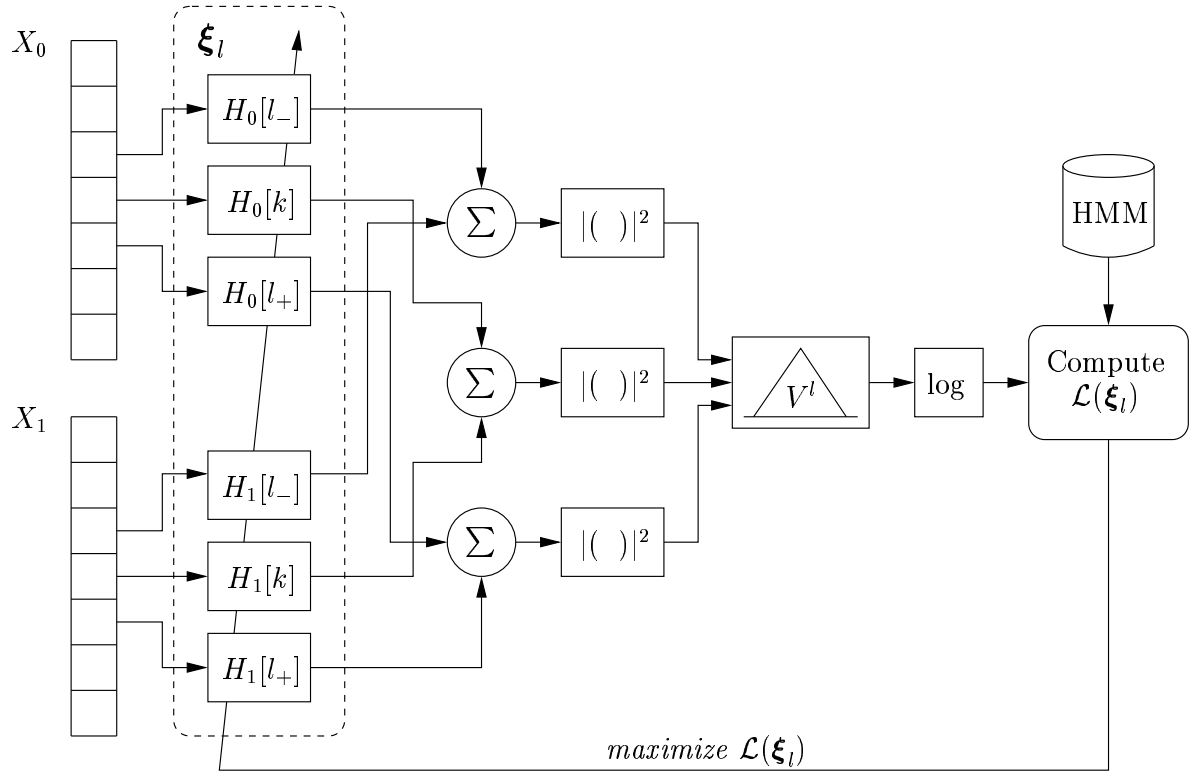 X₀
ξₗ
H₀[l₋]
H₀[k]
H₀[l₊]
X₁
H₁[l₋]
H₁[k]
H₁[l₊]
Σ
Σ
Σ
|( )|²
|( )|²
|( )|²
Vˡ
log
HMM
Compute
ℒ(ξₗ)
maximize ℒ(ξₗ)